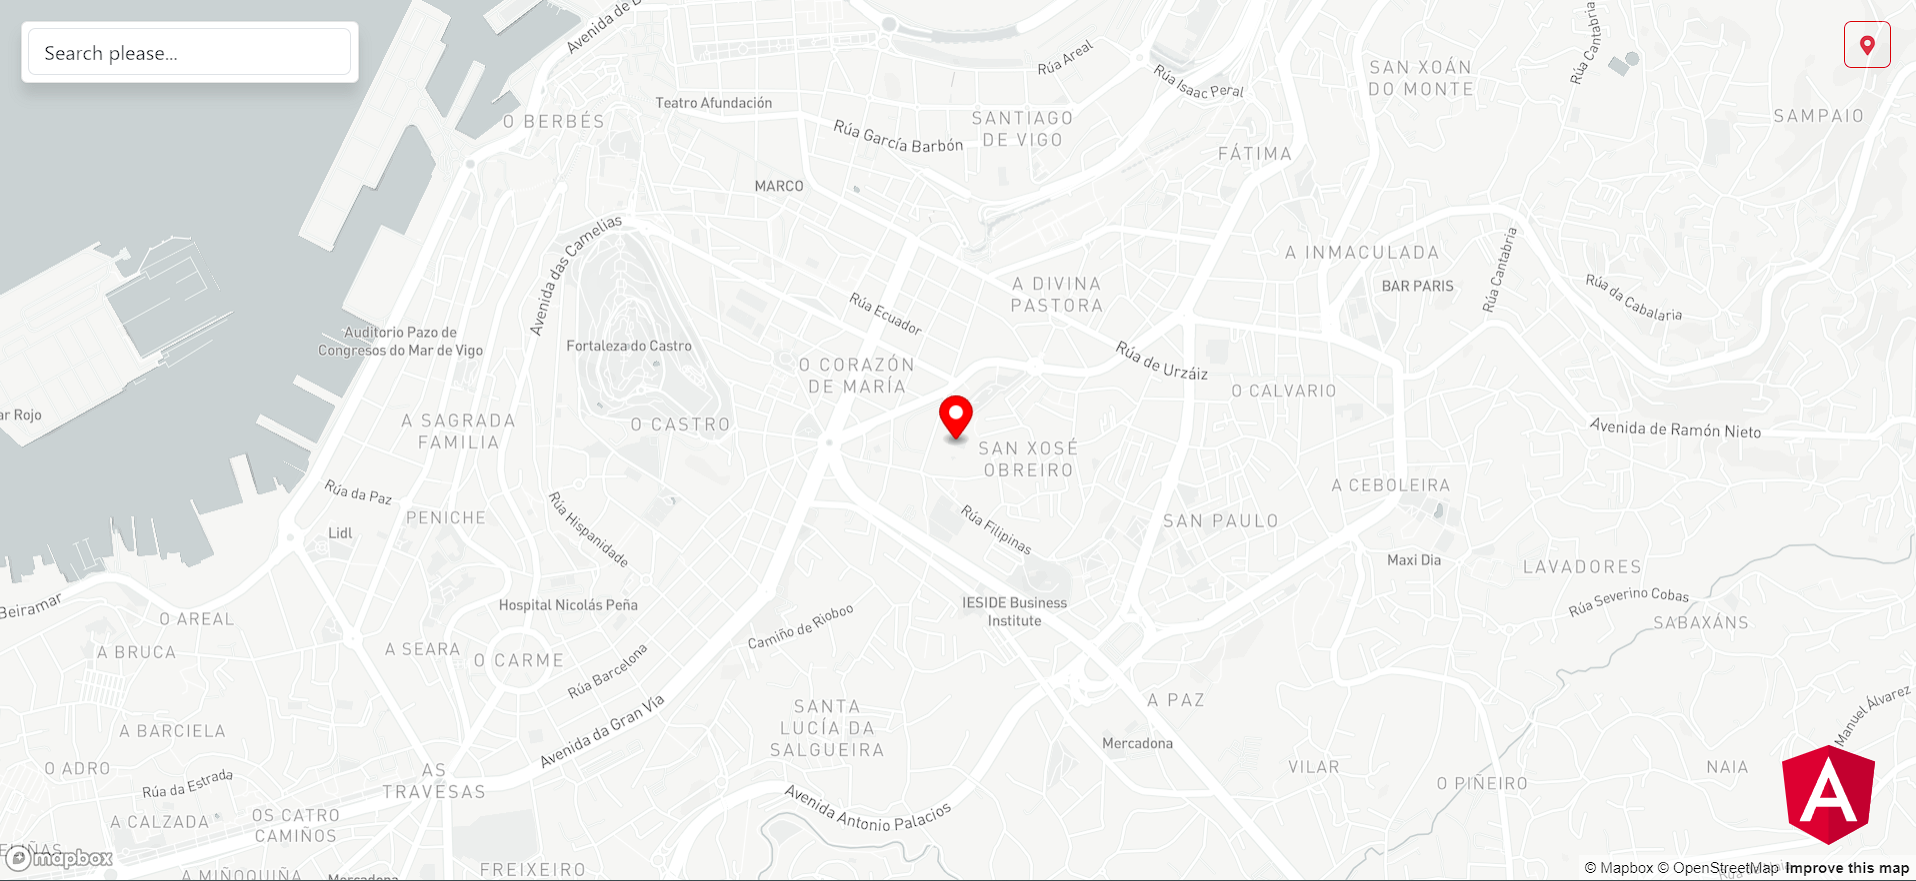 Search please...
Avenida de B
Rúa Areal
Rúa Isaac Peral
Rúa Cantabria
SAN XOÁN
DO MONTE
SAMPAIO
Teatro Afundación
O BERBÉS
Rúa García Barbón
SANTIAGO
DE VIGO
FÁTIMA
MARCO
Avenida das Camelias
A INMACULADA
BAR PARIS
Rúa Cantabria
Rúa da Cabalaria
A DIVINA
PASTORA
Rúa Ecuador
Auditorio Pazo de
Congresos do Mar de Vigo
Fortaleza do Castro
O CORAZÓN
DE MARÍA
Rúa de Urzáiz
O CALVARIO
ar Rojo
A SAGRADA
FAMILIA
O CASTRO
SAN XOSÉ
OBREIRO
Avenida de Ramón Nieto
A CEBOLEIRA
Rúa da Paz
PENICHE
Lidl
Rúa Hispanidade
Rúa Filipinas
SAN PAULO
Maxi Dia
LAVADORES
Beiramar
O AREAL
Hospital Nicolás Peña
IESIDE Business
Institute
Rúa Severino Cobas
SABAXÁNS
Camiño de Rioboo
A BRUCA
A SEARA
O CARME
Rúa Barcelona
A PAZ
SANTA
LUCÍA DA
SALGUEIRA
Avenida da Gran Vía
Manuel Álvarez
A BARCIELA
Mercadona
O ADRO
AS
TRAVESAS
Rúa da Estrada
VILAR
O PIÑEIRO
NAIA
A CALZADA
OS CATRO
CAMIÑOS
Avenida Antonio Palacios
A
EIRIÑAS
mapbox
A MIÑOQUIÑA
Mercadona
FREIXEIRO
© Mapbox © OpenStreetMap Improve this map